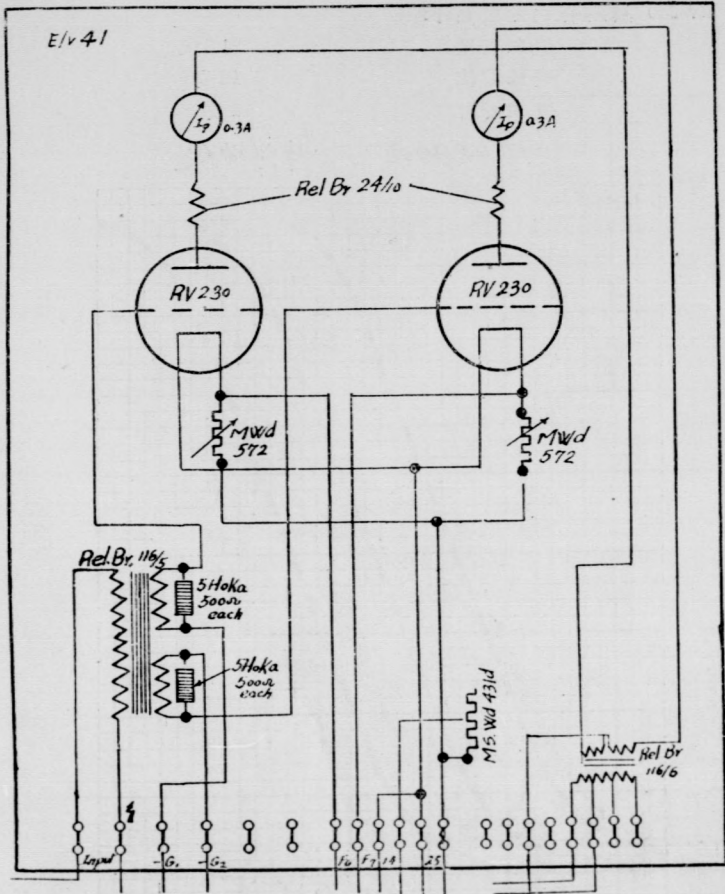 E/v 41
Ip 0.3A
Ip 0.3A
Rel Br 24/10
RV 230
RV 230
MWd
572
MWd
572
Rel.Br. 116/5
5 Hoka
500Ω
each
5 Hoka
500Ω
each
MS. Wd 431d
Rel Br
116/6
Input
-G1
-G2
F6
F7
14
25